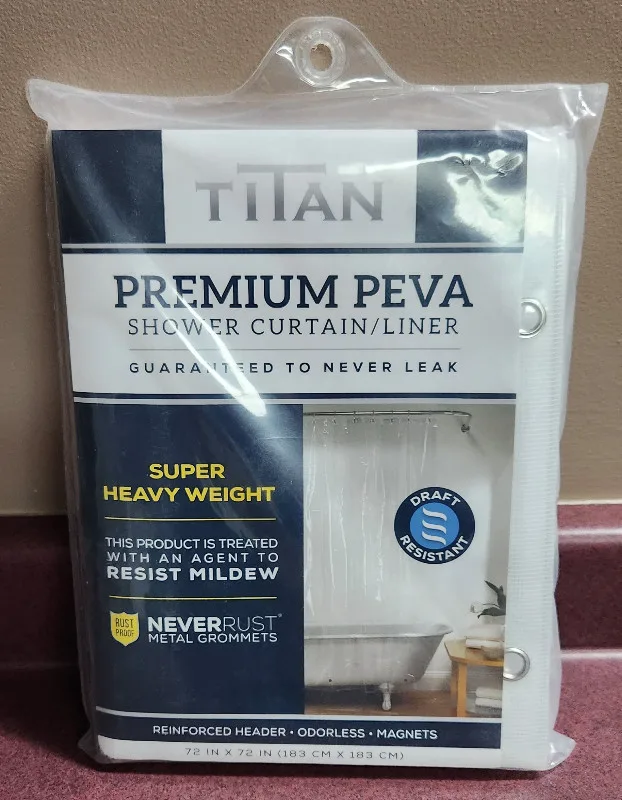 TITAN
PREMIUM PEVA
SHOWER CURTAIN/LINER
GUARANTEED TO NEVER LEAK
SUPER
HEAVY WEIGHT
THIS PRODUCT IS TREATED
WITH AN AGENT TO
RESIST MILDEW
RUST
PROOF
NEVERRUST®
METAL GROMMETS
DRAFT
RESISTANT
REINFORCED HEADER • ODORLESS • MAGNETS
72 IN X 72 IN (183 CM X 183 CM)